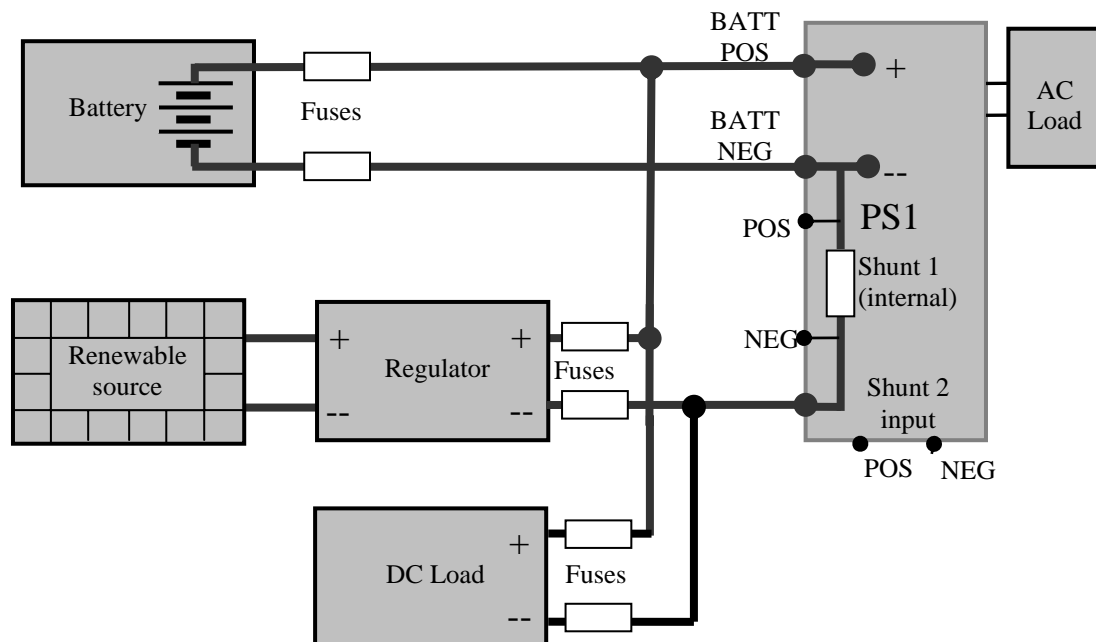 BATT
POS
+
AC
Load
Battery
Fuses
BATT
NEG
--
PS1
POS
Shunt 1
(internal)
NEG
Renewable
source
+
Regulator
+
Fuses
--
--
Shunt 2
input
POS
NEG
+
DC Load
Fuses
--